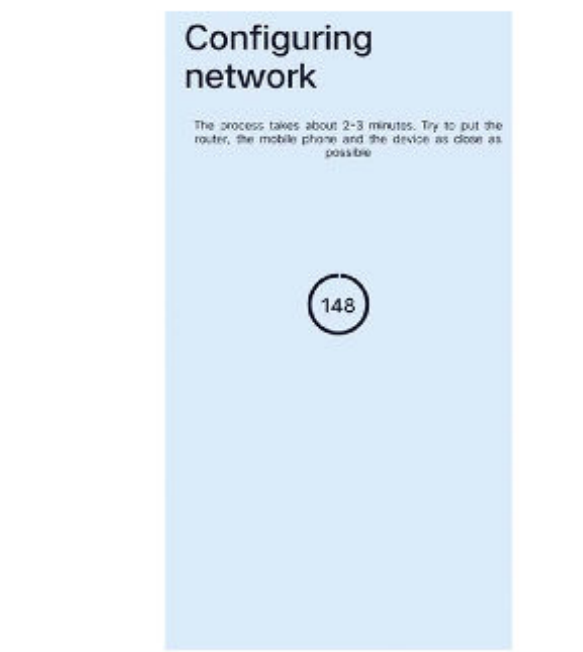 Configuring
network
The process takes about 2-3 minutes. Try to put the
router, the mobile phone and the device as close as
possible
148